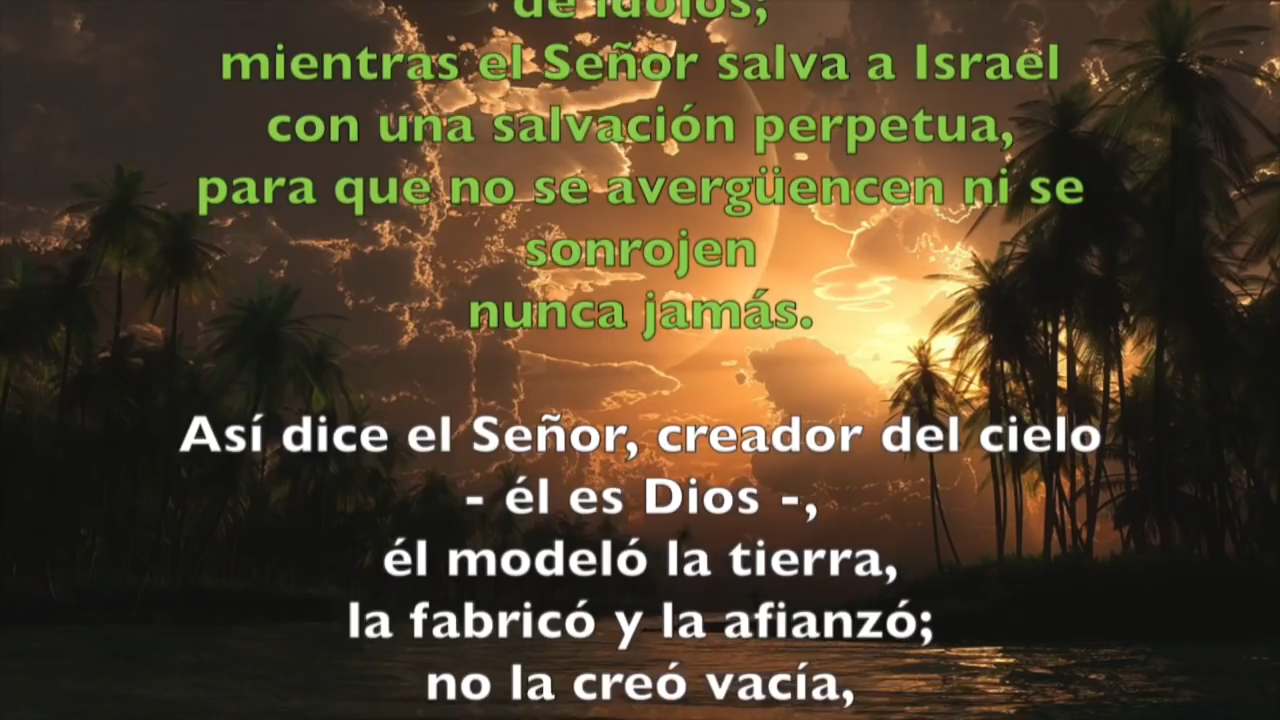 de ídolos;
mientras el Señor salva a Israel
con una salvación perpetua,
para que no se avergüencen ni se
sonrojen
nunca jamás.
Así dice el Señor, creador del cielo
- él es Dios -,
él modeló la tierra,
la fabricó y la afianzó;
no la creó vacía,